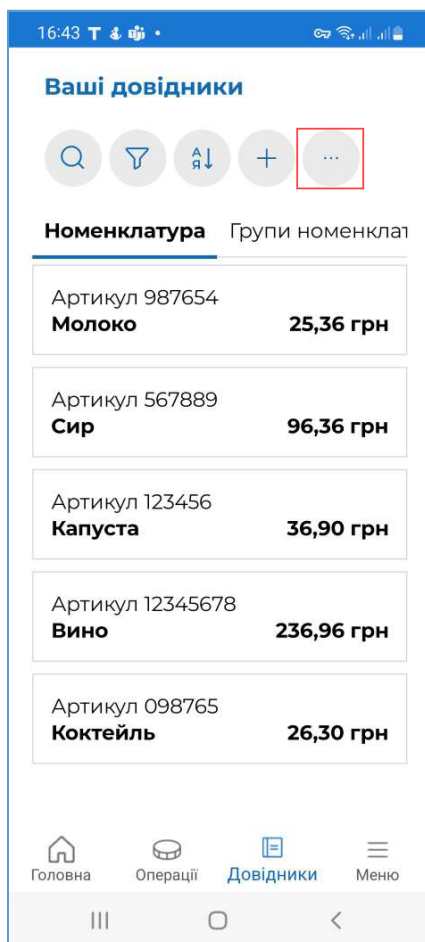 16:43
Ваші довідники
А
Я
...
Номенклатура Групи номенклат
Артикул 987654
Молоко 25,36 грн
Артикул 567889
Сир 96,36 грн
Артикул 123456
Капуста 36,90 грн
Артикул 12345678
Вино 236,96 грн
Артикул 098765
Коктейль 26,30 грн
Головна Операції Довідники Меню